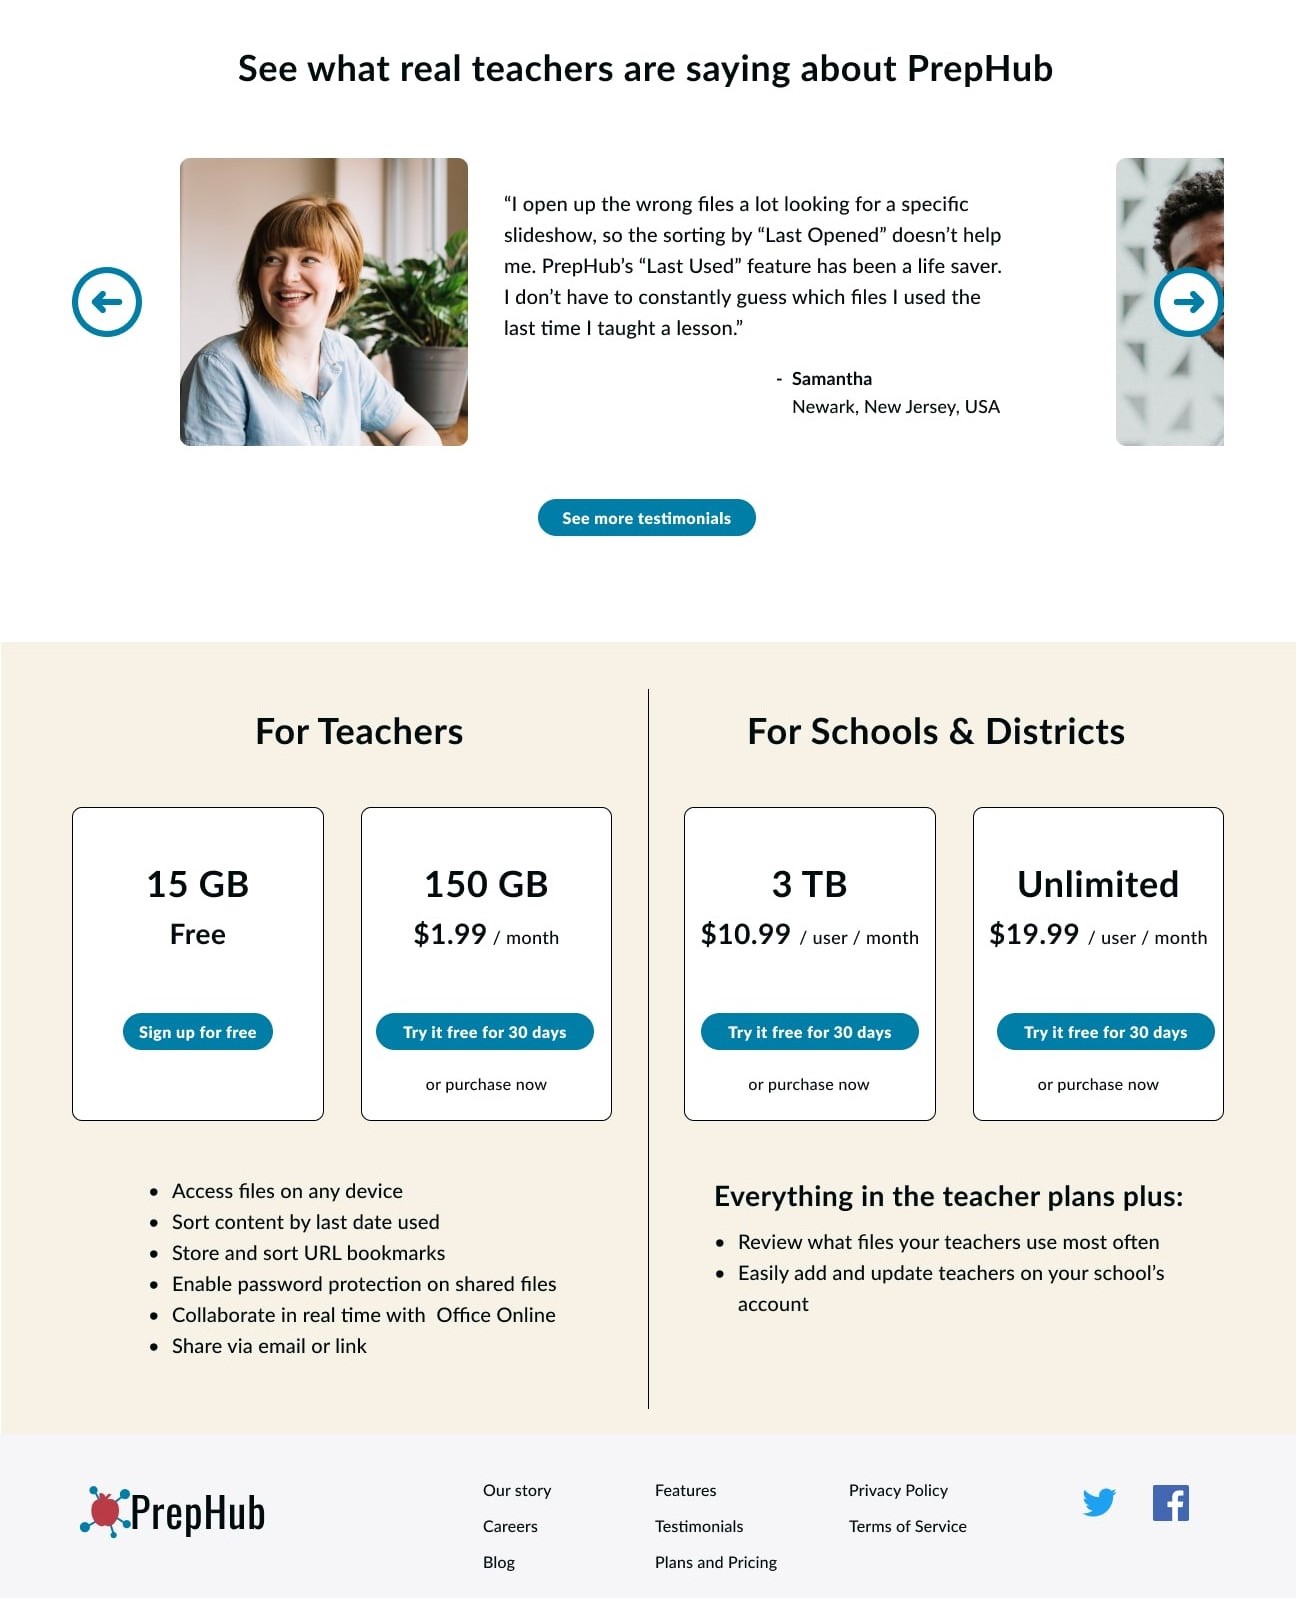 See what real teachers are saying about PrepHub
“I open up the wrong files a lot looking for a specific
slideshow, so the sorting by “Last Opened” doesn’t help
me. PrepHub’s “Last Used” feature has been a life saver.
I don’t have to constantly guess which files I used the
last time I taught a lesson.”
- Samantha
Newark, New Jersey, USA
See more testimonials
For Teachers
15 GB
Free
Sign up for free
150 GB
$1.99 / month
Try it free for 30 days
or purchase now
• Access files on any device
• Sort content by last date used
• Store and sort URL bookmarks
• Enable password protection on shared files
• Collaborate in real time with  Office Online
• Share via email or link
For Schools & Districts
3 TB
$10.99 / user / month
Try it free for 30 days
or purchase now
Unlimited
$19.99 / user / month
Try it free for 30 days
or purchase now
Everything in the teacher plans plus:
• Review what files your teachers use most often
• Easily add and update teachers on your school’s
account
PrepHub
Our story
Careers
Blog
Features
Testimonials
Plans and Pricing
Privacy Policy
Terms of Service